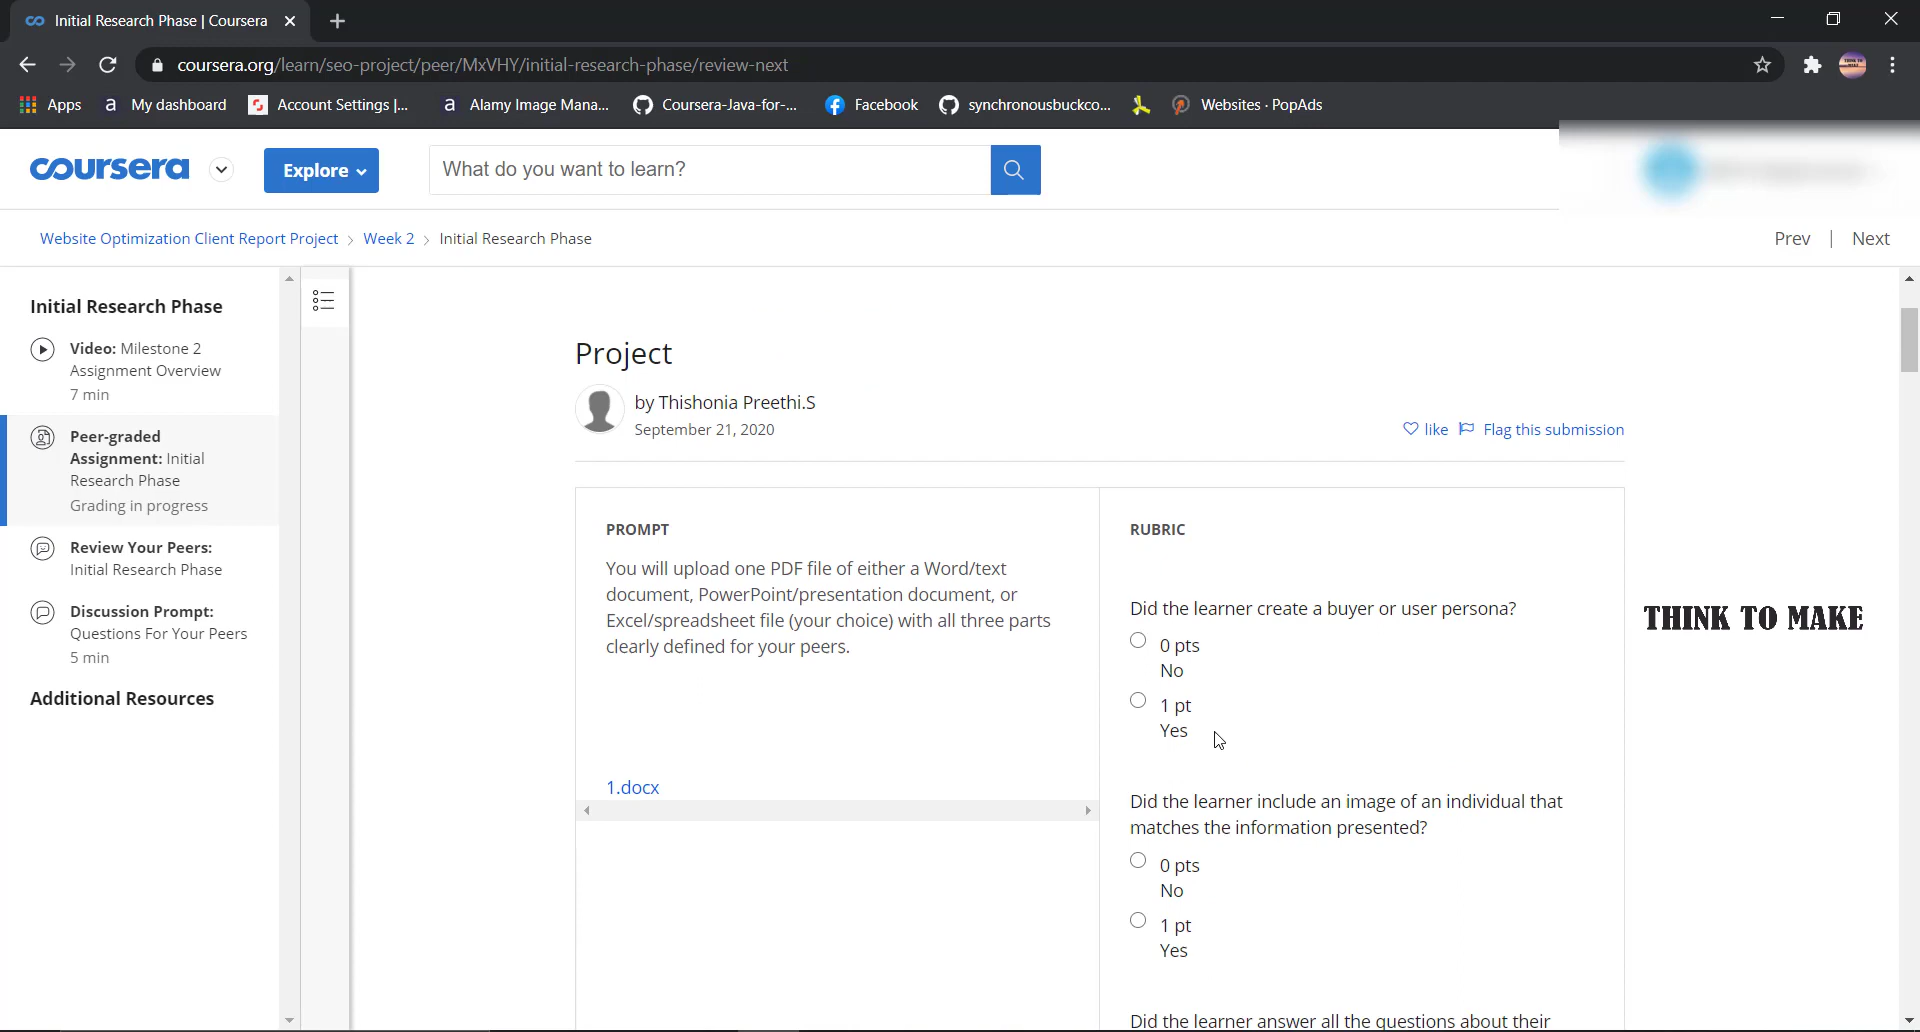 Initial Research Phase | Coursera
coursera.org/learn/seo-project/peer/MxVHY/initial-research-phase/review-next
Apps
My dashboard
Account Settings |...
Alamy Image Mana...
Coursera-Java-for-...
Facebook
synchronousbuckco...
Websites · PopAds
coursera
Explore
What do you want to learn?
Website Optimization Client Report Project > Week 2 > Initial Research Phase
Prev | Next
Initial Research Phase
Video: Milestone 2
Assignment Overview
7 min
Peer-graded
Assignment: Initial
Research Phase
Grading in progress
Review Your Peers:
Initial Research Phase
Discussion Prompt:
Questions For Your Peers
5 min
Additional Resources
Project
by Thishonia Preethi.S
September 21, 2020
like
Flag this submission
PROMPT
You will upload one PDF file of either a Word/text
document, PowerPoint/presentation document, or
Excel/spreadsheet file (your choice) with all three parts
clearly defined for your peers.
1.docx
RUBRIC
Did the learner create a buyer or user persona?
0 pts
No
1 pt
Yes
Did the learner include an image of an individual that
matches the information presented?
0 pts
No
1 pt
Yes
Did the learner answer all the questions about their
THINK TO MAKE